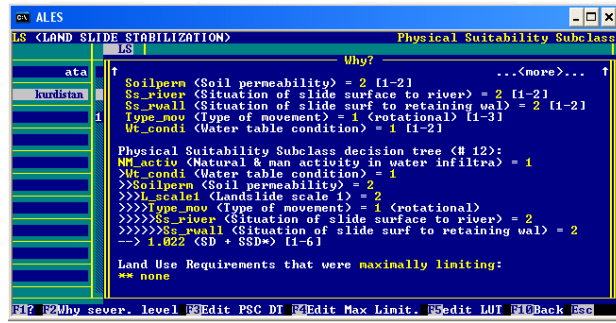 ALES
LS <LAND SLIDE STABILIZATION> Physical Suitability Subclass
LS
Why?
ata
↑ ...<more>... ↑
Soilperm (Soil permeability) = 2 [1-2]
kurdistan
Ss_river (Situation of slide surface to river) = 2 [1-2]
Ss_rwall (Situation of slide surf to retaining wal) = 2 [1-2]
1
Type_mov (Type of movement) = 1 (rotational) [1-3]
Wt_condi (Water table condition) = 1 [1-2]
Physical Suitability Subclass decision tree (# 12):
NM_activ (Natural & man activity in water infiltra) = 1
>Wt_condi (Water table condition) = 1
>>Soilperm (Soil permeability) = 2
>>>L_scale1 (Landslide scale 1) = 2
>>>>Type_mov (Type of movement) = 1 (rotational)
>>>>>Ss_river (Situation of slide surface to river) = 2
>>>>>>Ss_rwall (Situation of slide surf to retaining wal) = 2
--> 1.022 (SD + SSD*) [1-6]
Land Use Requirements that were maximally limiting:
** none
F1? F2Why sever. level F3Edit PSC DT F4Edit Max Limit. F5edit LUT F10Back Esc